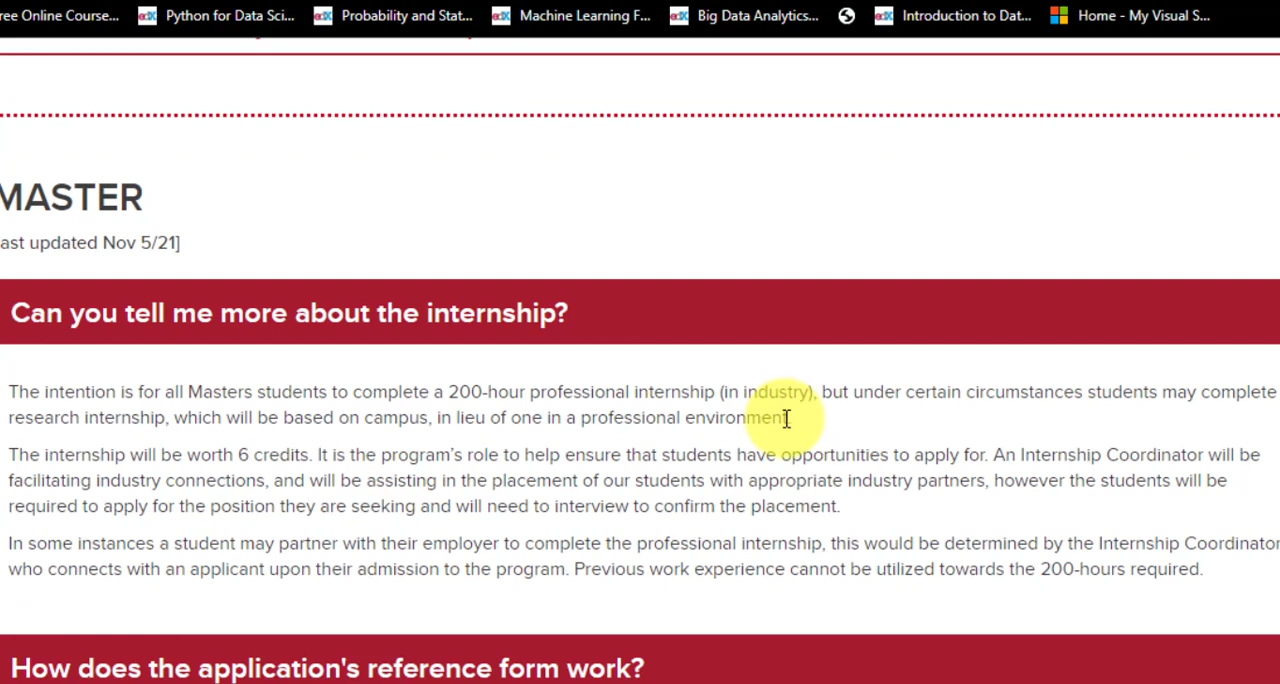 ree Online Course... Python for Data Sci... Probability and Stat... Machine Learning F... Big Data Analytics... Introduction to Dat... Home - My Visual S...
MASTER
ast updated Nov 5/21]
Can you tell me more about the internship?
The intention is for all Masters students to complete a 200-hour professional internship (in industry), but under certain circumstances students may complete
research internship, which will be based on campus, in lieu of one in a professional environment.
The internship will be worth 6 credits. It is the program's role to help ensure that students have opportunities to apply for. An Internship Coordinator will be
facilitating industry connections, and will be assisting in the placement of our students with appropriate industry partners, however the students will be
required to apply for the position they are seeking and will need to interview to confirm the placement.
In some instances a student may partner with their employer to complete the professional internship, this would be determined by the Internship Coordinator
who connects with an applicant upon their admission to the program. Previous work experience cannot be utilized towards the 200-hours required.
How does the application's reference form work?